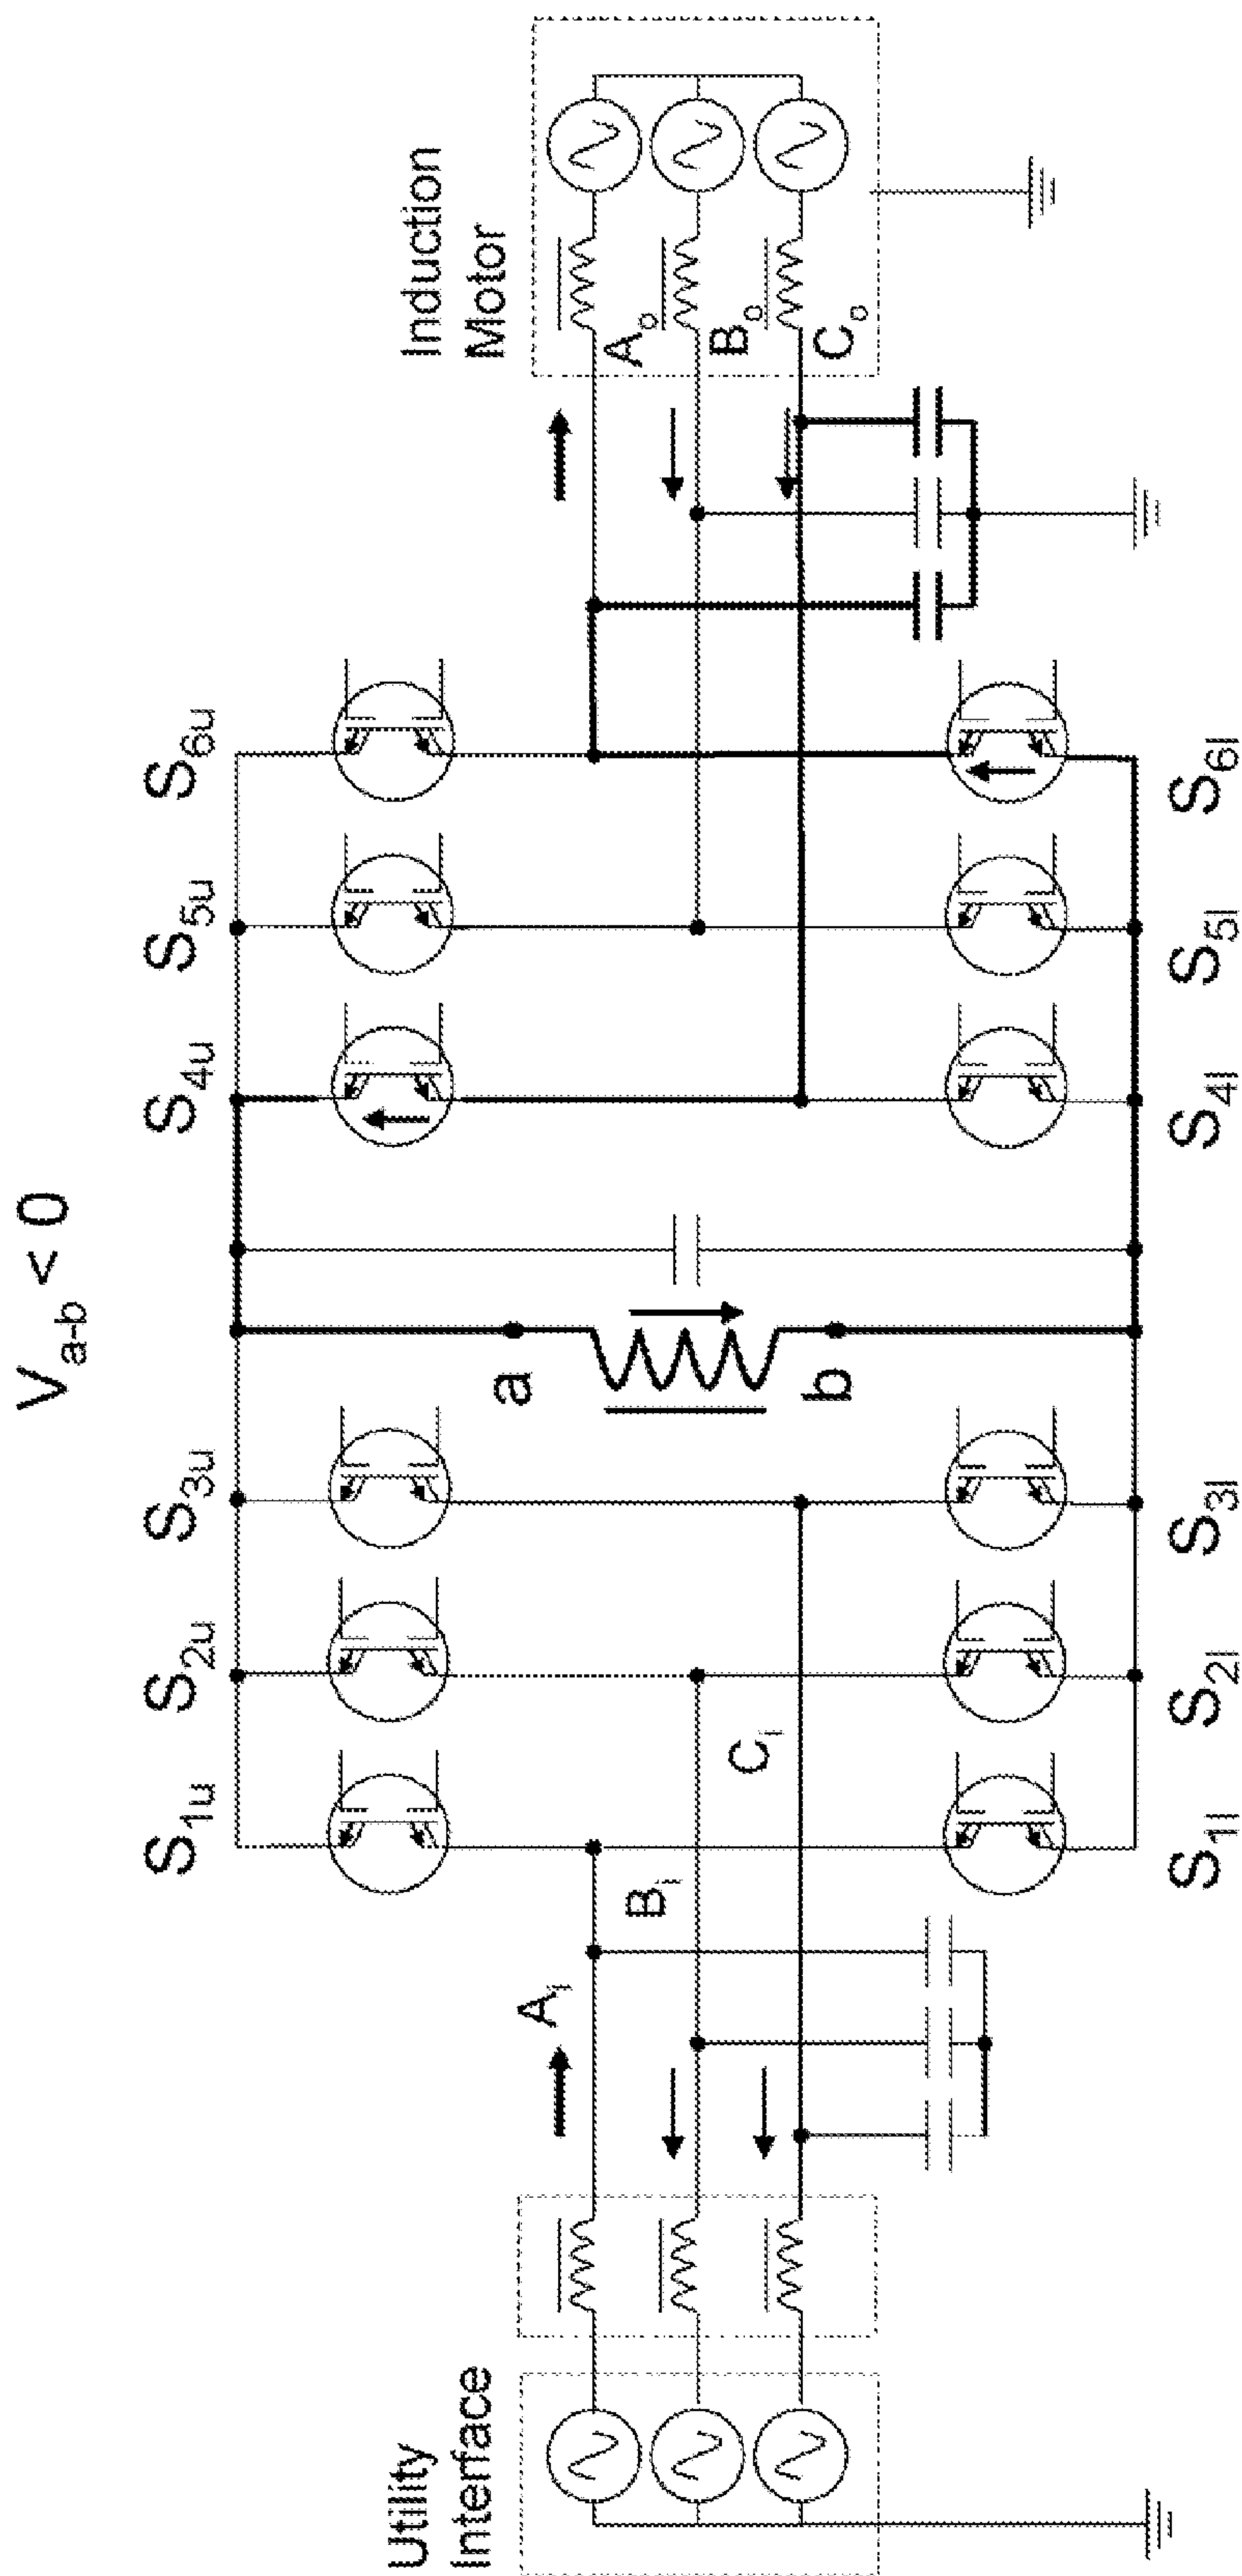 V_a-b < 0
S_1u S_2u S_3u S_4u S_5u S_6u
Utility
Interface
Induction
Motor
A_i
B_i
C_i
a
b
A_o
B_o
C_o
S_1l S_2l S_3l S_4l S_5l S_6l